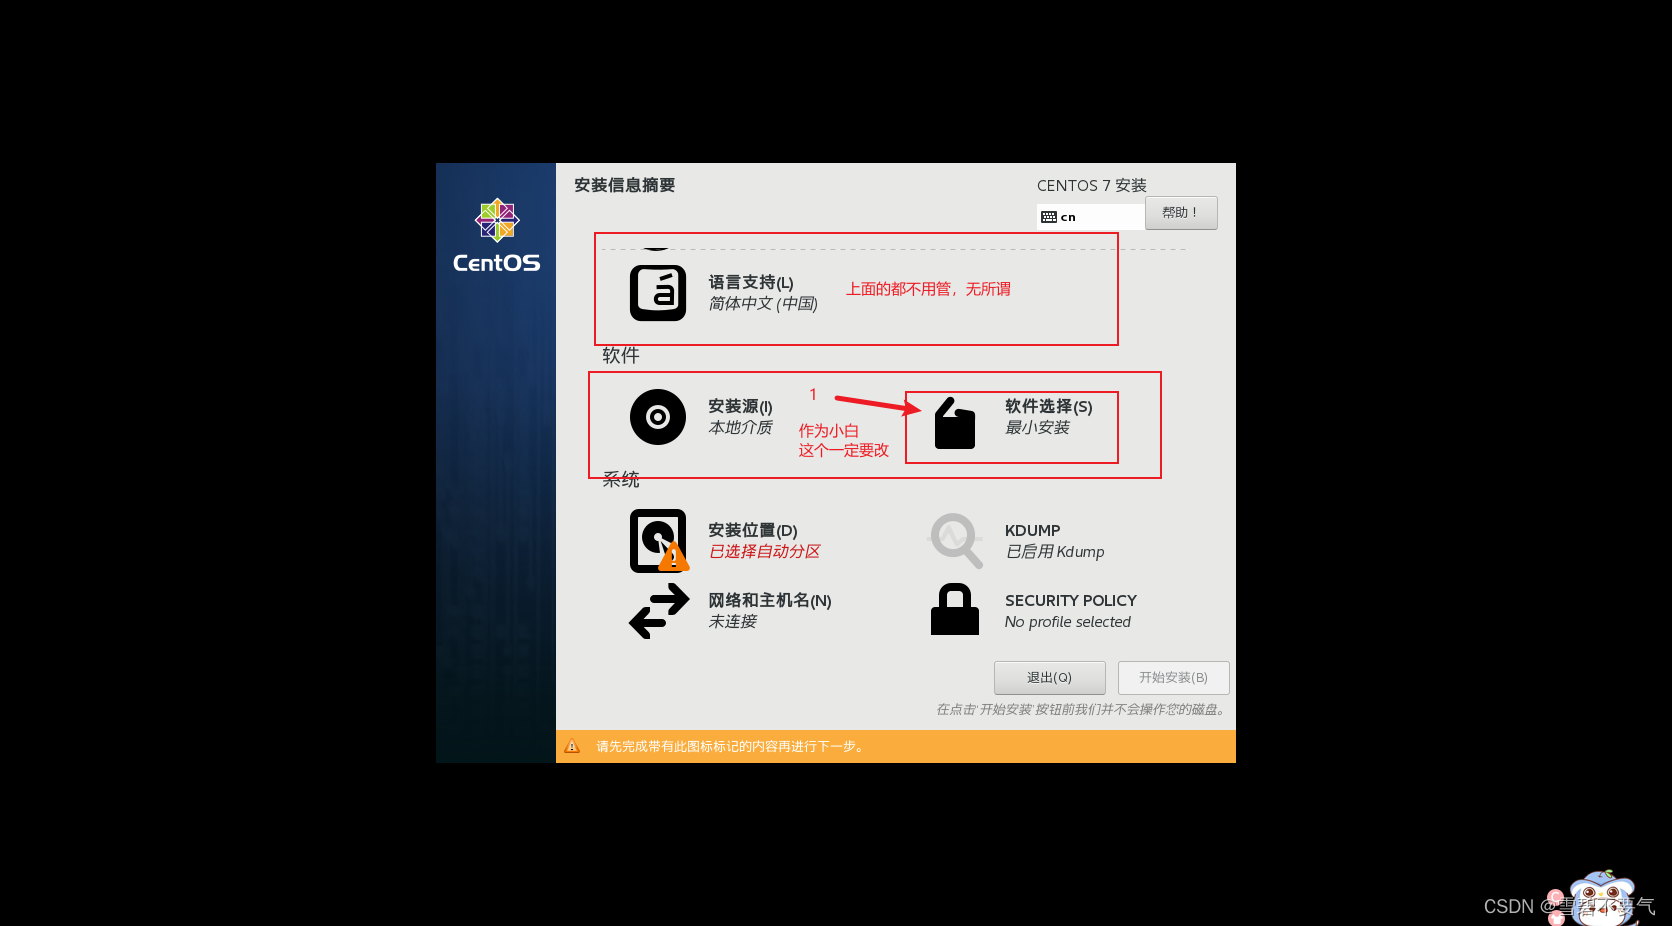 安装信息摘要
CENTOS 7 安装
cn
帮助！
CentOS
语言支持(L)
简体中文 (中国)
上面的都不用管，无所谓
软件
安装源(I)
本地介质
1
作为小白
这个一定要改
软件选择(S)
最小安装
系统
安装位置(D)
已选择自动分区
KDUMP
已启用 Kdump
网络和主机名(N)
未连接
SECURITY POLICY
No profile selected
退出(Q)
开始安装(B)
在点击"开始安装"按钮前我们并不会操作您的磁盘。
请先完成带有此图标标记的内容再进行下一步。
CSDN @雪碧不要气